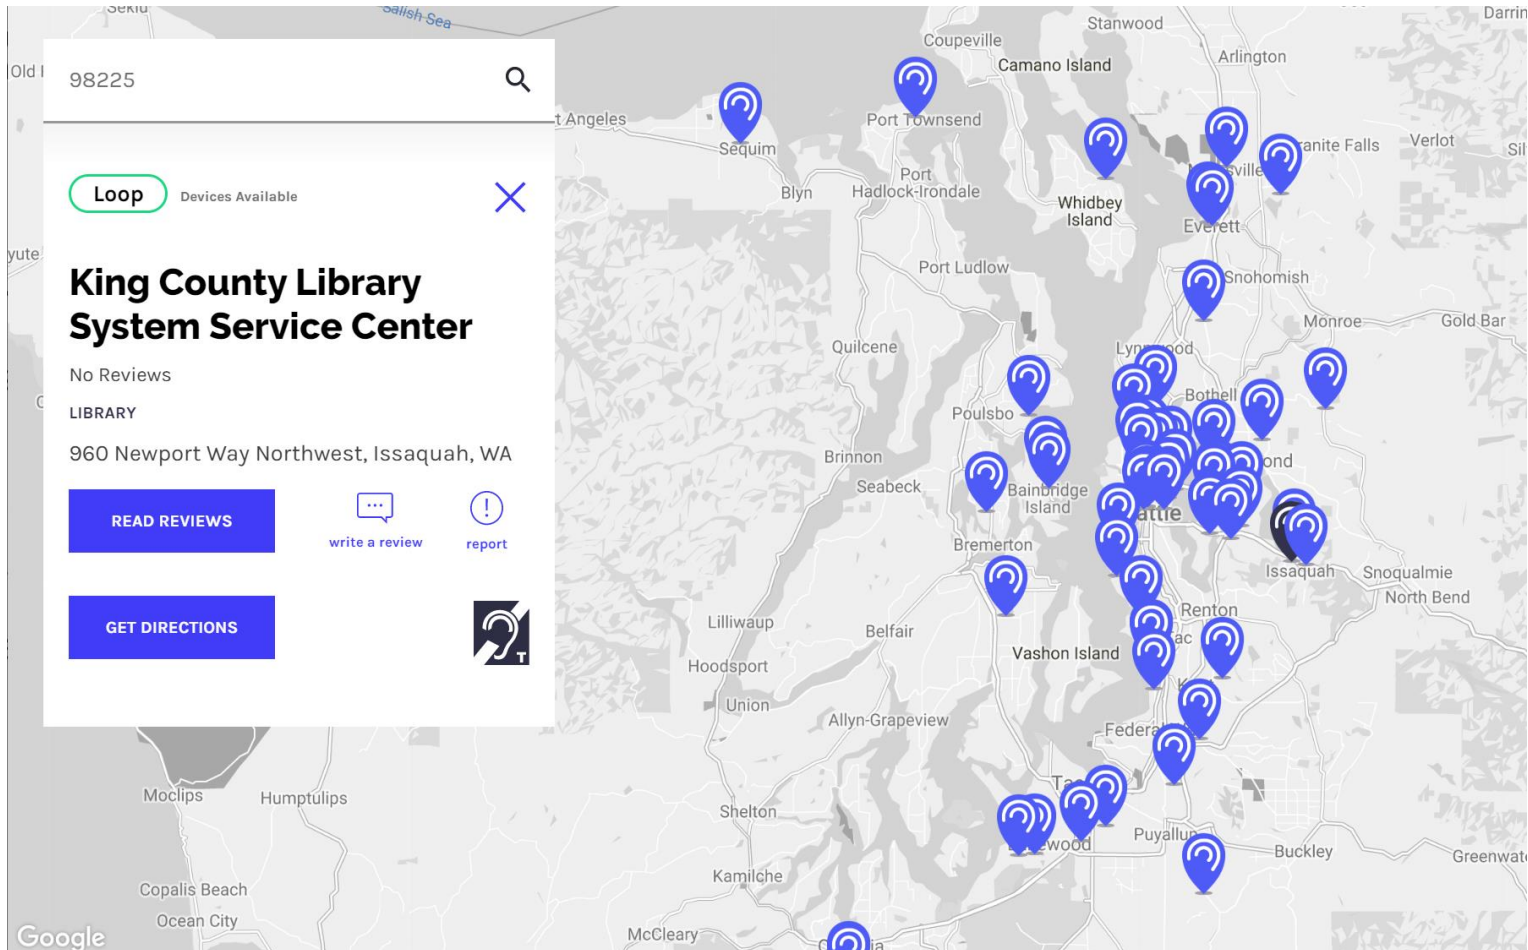 98225
Loop
Devices Available
King County Library
System Service Center
No Reviews
LIBRARY
960 Newport Way Northwest, Issaquah, WA
READ REVIEWS
write a review
report
GET DIRECTIONS
T
Salish Sea
Stanwood
Coupeville
Camano Island
Arlington
Port Townsend
Sequim
Verlot
Blyn
Port
Hadlock-Irondale
Whidbey
Island
Everett
Port Ludlow
Snohomish
Monroe
Gold Bar
Quilcene
Bothell
Poulsbo
Brinnon
Seabeck
Bainbridge
Island
Bremerton
Issaquah
Snoqualmie
North Bend
Renton
Lilliwaup
Belfair
Vashon Island
Hoodsport
Union
Allyn-Grapeview
Moclips
Humptulips
Shelton
Puyallup
Buckley
Kamilche
Copalis Beach
Ocean City
McCleary
Google